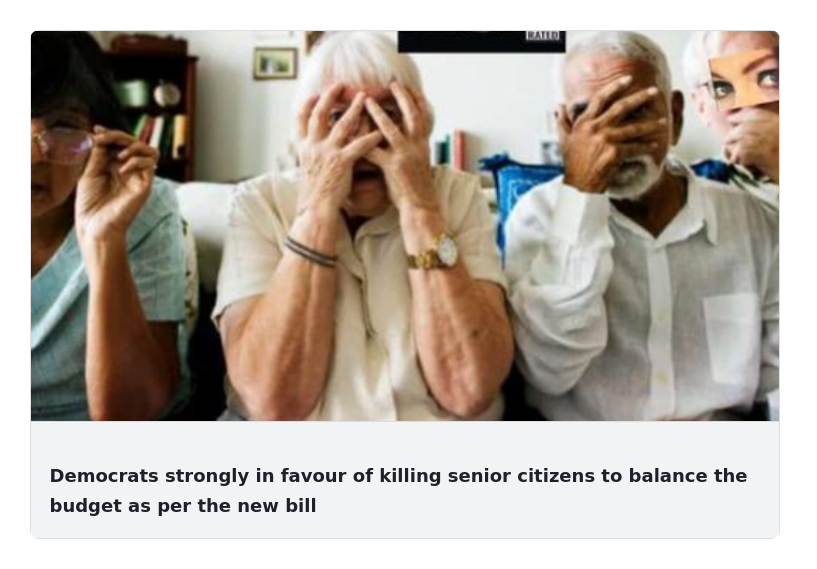 RATED
Democrats strongly in favour of killing senior citizens to balance the
budget as per the new bill